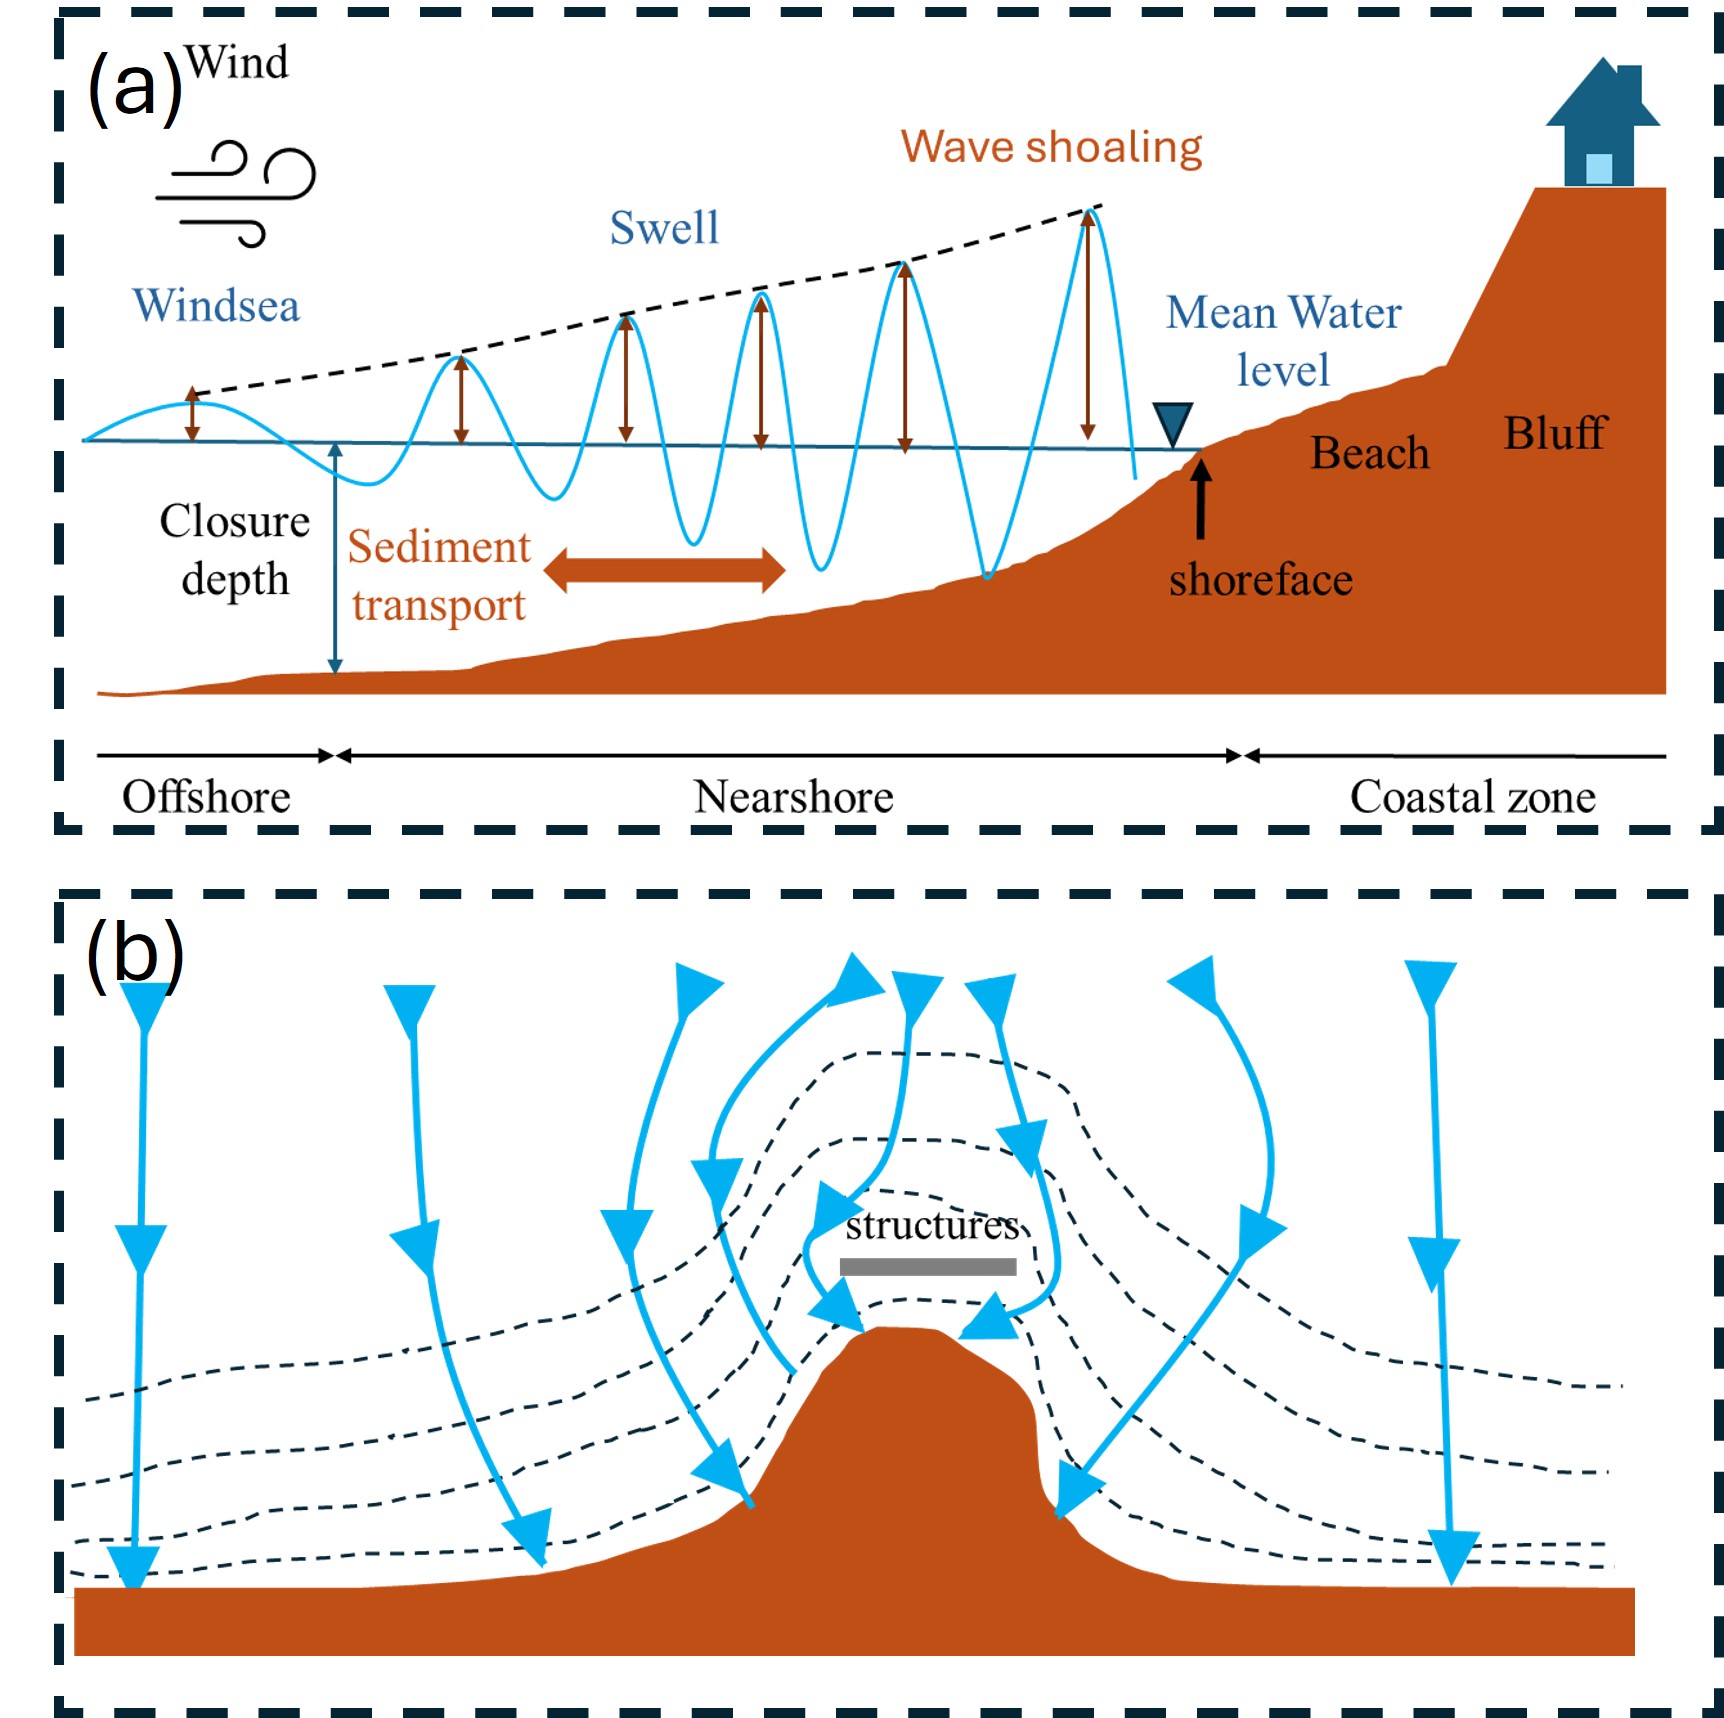 (a)
Wind
Wave shoaling
Swell
Windsea
Mean Water
level
Bluff
Beach
Closure
depth
Sediment
transport
shoreface
Offshore
Nearshore
Coastal zone
(b)
structures